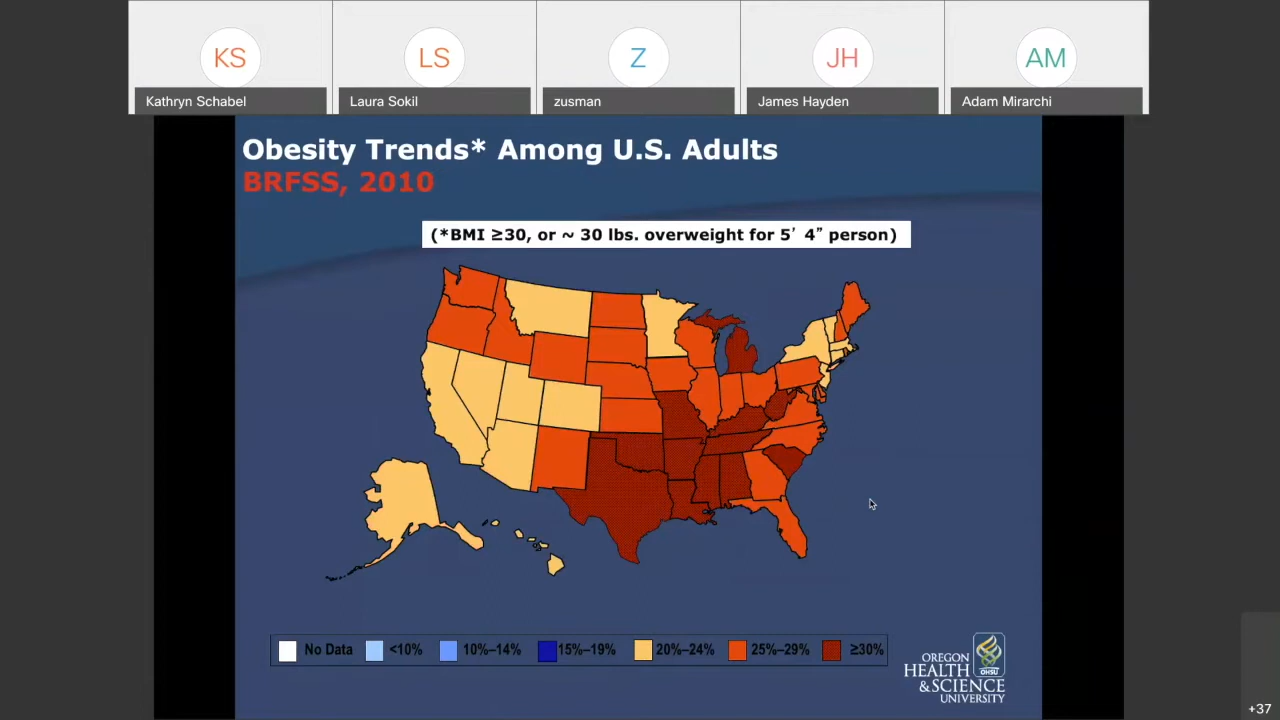 KS
LS
Z
JH
AM
Kathryn Schabel
Laura Sokil
zusman
James Hayden
Adam Mirarchi
Obesity Trends* Among U.S. Adults
BRFSS, 2010
(*BMI ≥30, or ~ 30 lbs. overweight for 5’ 4” person)
No Data <10% 10%–14% 15%–19% 20%–24% 25%–29% ≥30%
OHSU
OREGON
HEALTH
&SCIENCE
UNIVERSITY
+37